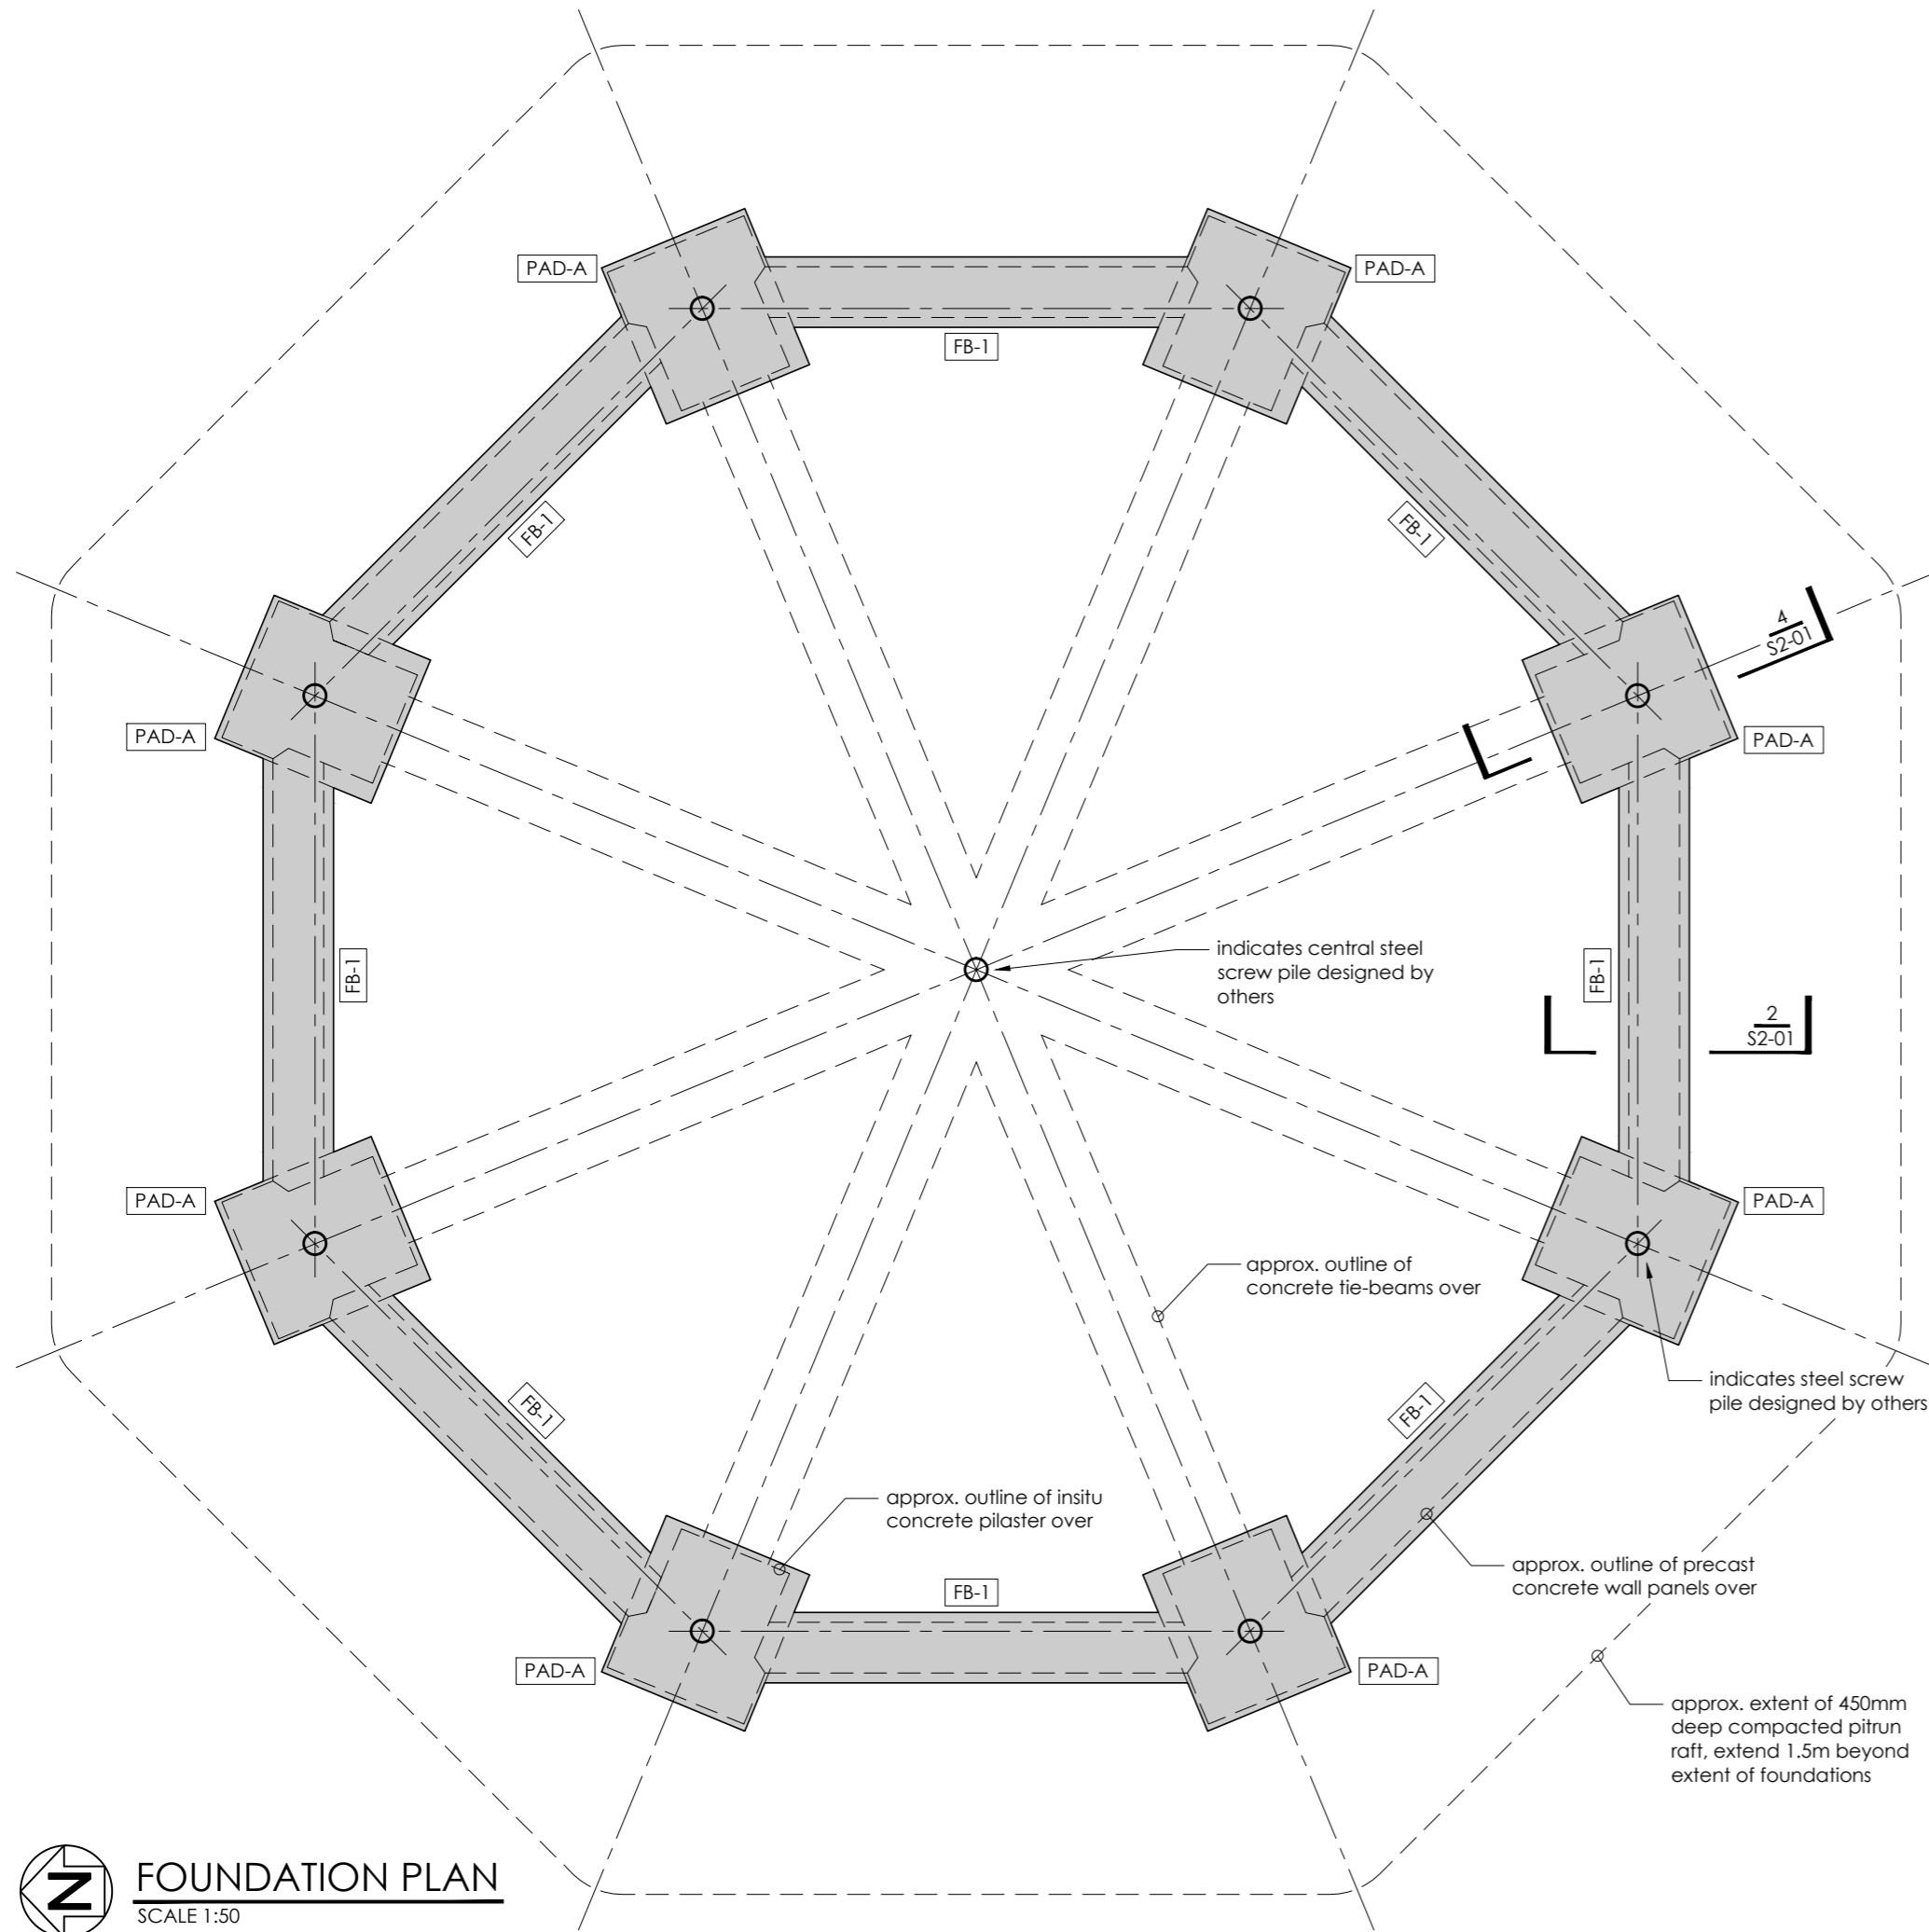 PAD-A
PAD-A
FB-1
FB-1
FB-1
4
S2-01
PAD-A
PAD-A
indicates central steel
screw pile designed by
others
FB-1
FB-1
2
S2-01
PAD-A
PAD-A
approx. outline of
concrete tie-beams over
indicates steel screw
pile designed by others
FB-1
FB-1
approx. outline of insitu
concrete pilaster over
approx. outline of precast
concrete wall panels over
FB-1
PAD-A
PAD-A
approx. extent of 450mm
deep compacted pitrun
raft, extend 1.5m beyond
extent of foundations
N
FOUNDATION PLAN
SCALE 1:50